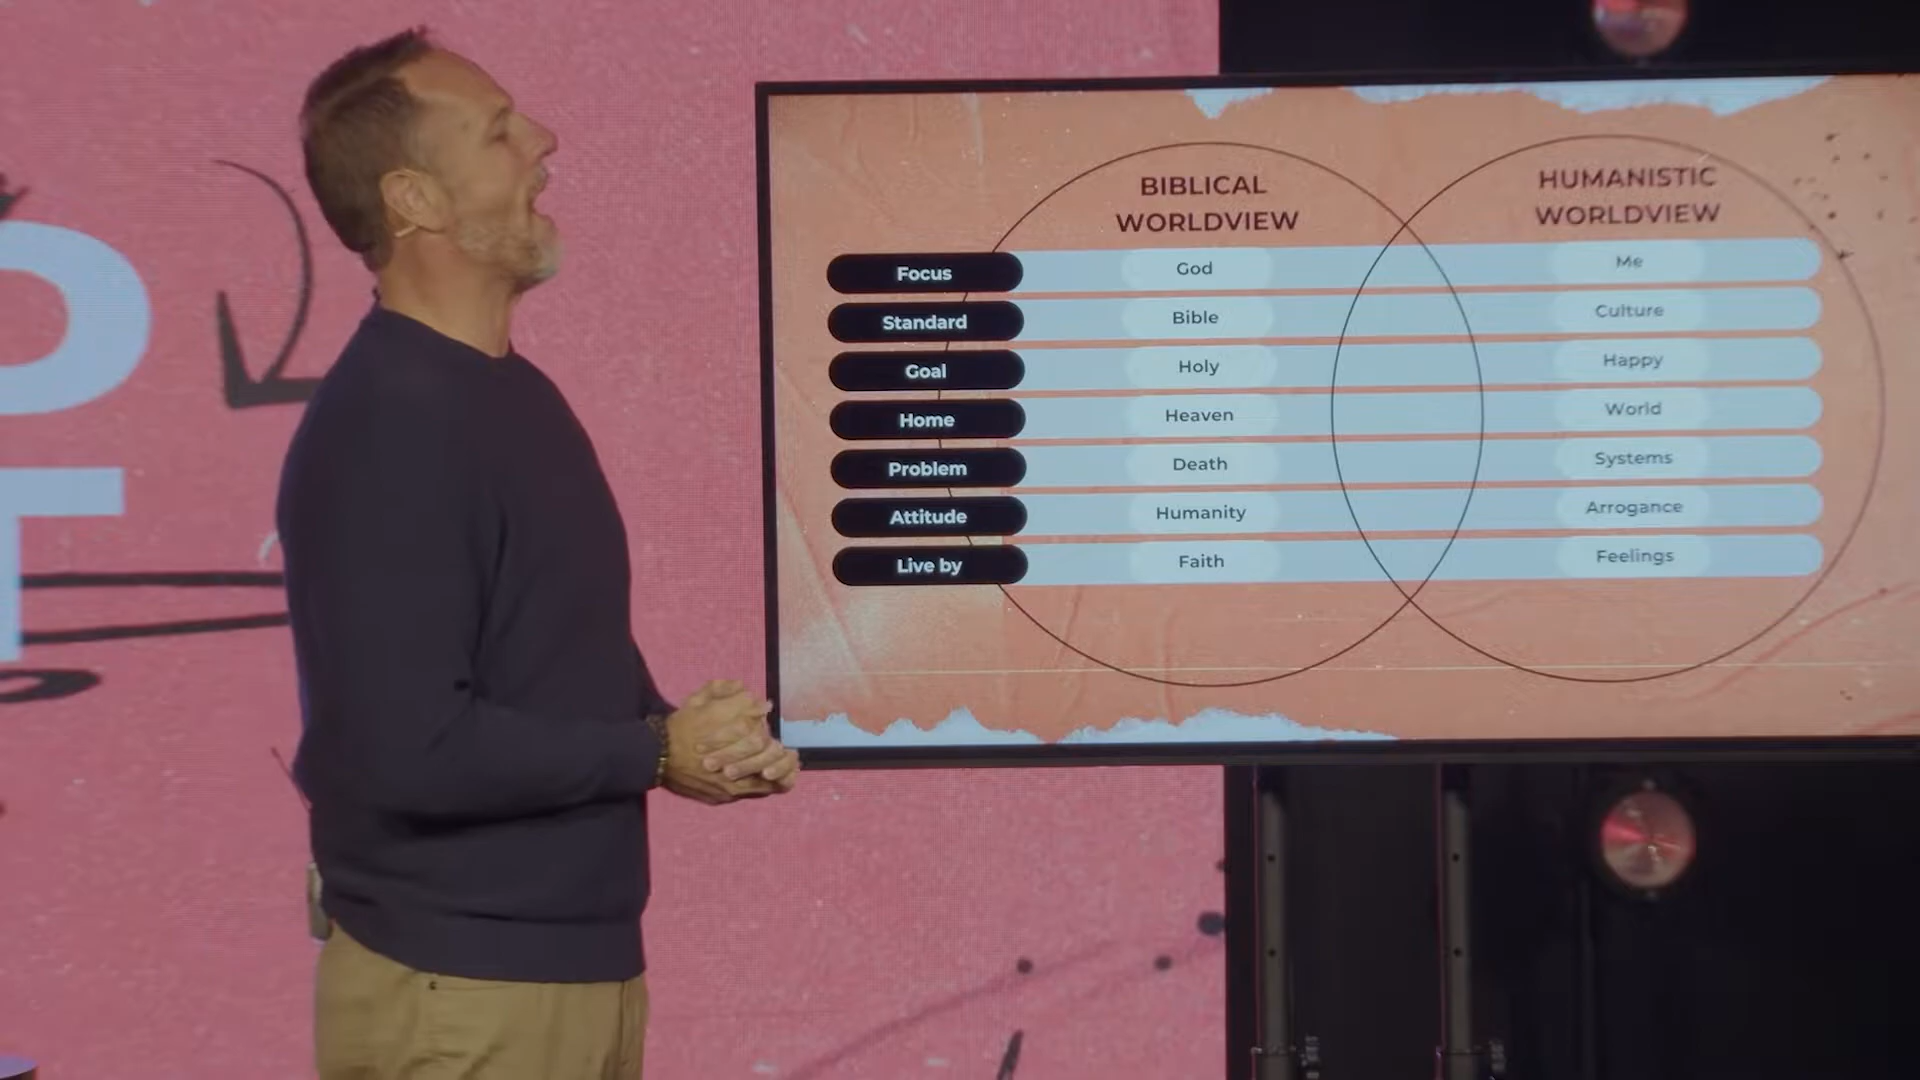 BIBLICAL
WORLDVIEW
HUMANISTIC
WORLDVIEW
Focus God Me
Standard Bible Culture
Goal Holy Happy
Home Heaven World
Problem Death Systems
Attitude Humanity Arrogance
Live by Faith Feelings